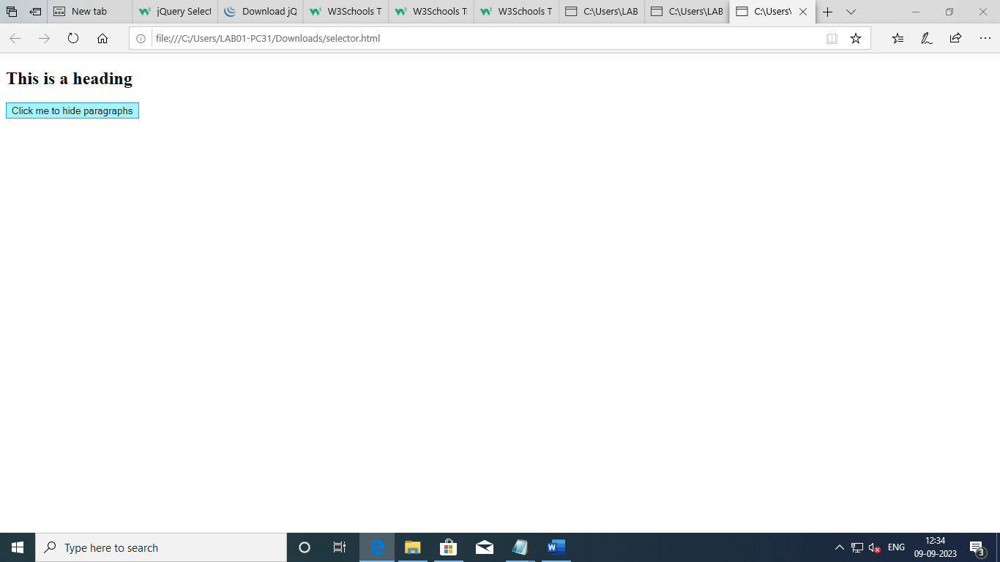 New tab
jQuery Select
Download jQ
W3Schools T
W3Schools T
W3Schools T
C:\Users\LAB
C:\Users\LAB
C:\Users\
file:///C:/Users/LAB01-PC31/Downloads/selector.html
This is a heading
Click me to hide paragraphs
Type here to search
ENG
12:34
09-09-2023
3